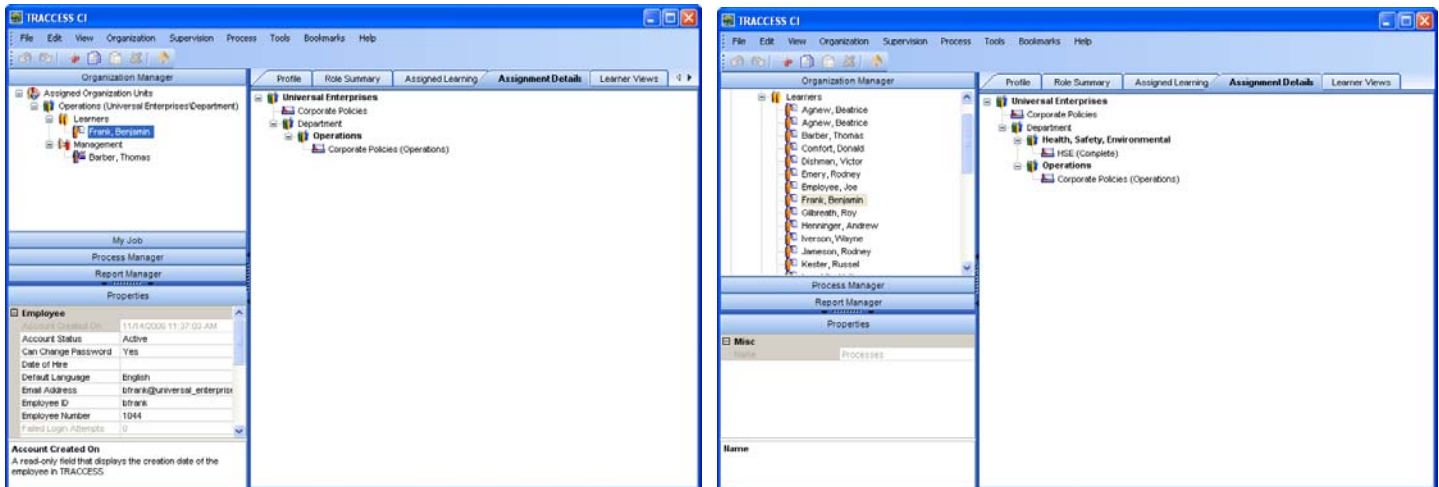 TRACCESS CI
File Edit View Organization Supervision Process Tools Bookmarks Help
Organization Manager
Assigned Organization Units
Operations (Universal Enterprises\Department)
Learners
Frank, Benjamin
Management
Barber, Thomas
My Job
Process Manager
Report Manager
Properties
Employee
Account Created On 11/14/2006 11:37:03 AM
Account Status Active
Can Change Password Yes
Date of Hire
Default Language English
Email Address bfrank@universal_enterprise
Employee ID bfrank
Employee Number 1044
Failed Login Attempts 0
Account Created On
A read-only field that displays the creation date of the
employee in TRACCESS
Profile Role Summary Assigned Learning Assignment Details Learner Views
Universal Enterprises
Corporate Policies
Department
Operations
Corporate Policies (Operations)
TRACCESS CI
File Edit View Organization Supervision Process Tools Bookmarks Help
Organization Manager
Learners
Agnew, Beatrice
Agnew, Beatrice
Barber, Thomas
Comfort, Donald
Dishman, Victor
Emery, Rodney
Employee, Joe
Frank, Benjamin
Gilbreath, Roy
Henninger, Andrew
Iverson, Wayne
Jameson, Rodney
Kester, Russel
Process Manager
Report Manager
Properties
Misc
Name Processes
Name
Profile Role Summary Assigned Learning Assignment Details Learner Views
Universal Enterprises
Corporate Policies
Department
Health, Safety, Environmental
HSE (Complete)
Operations
Corporate Policies (Operations)